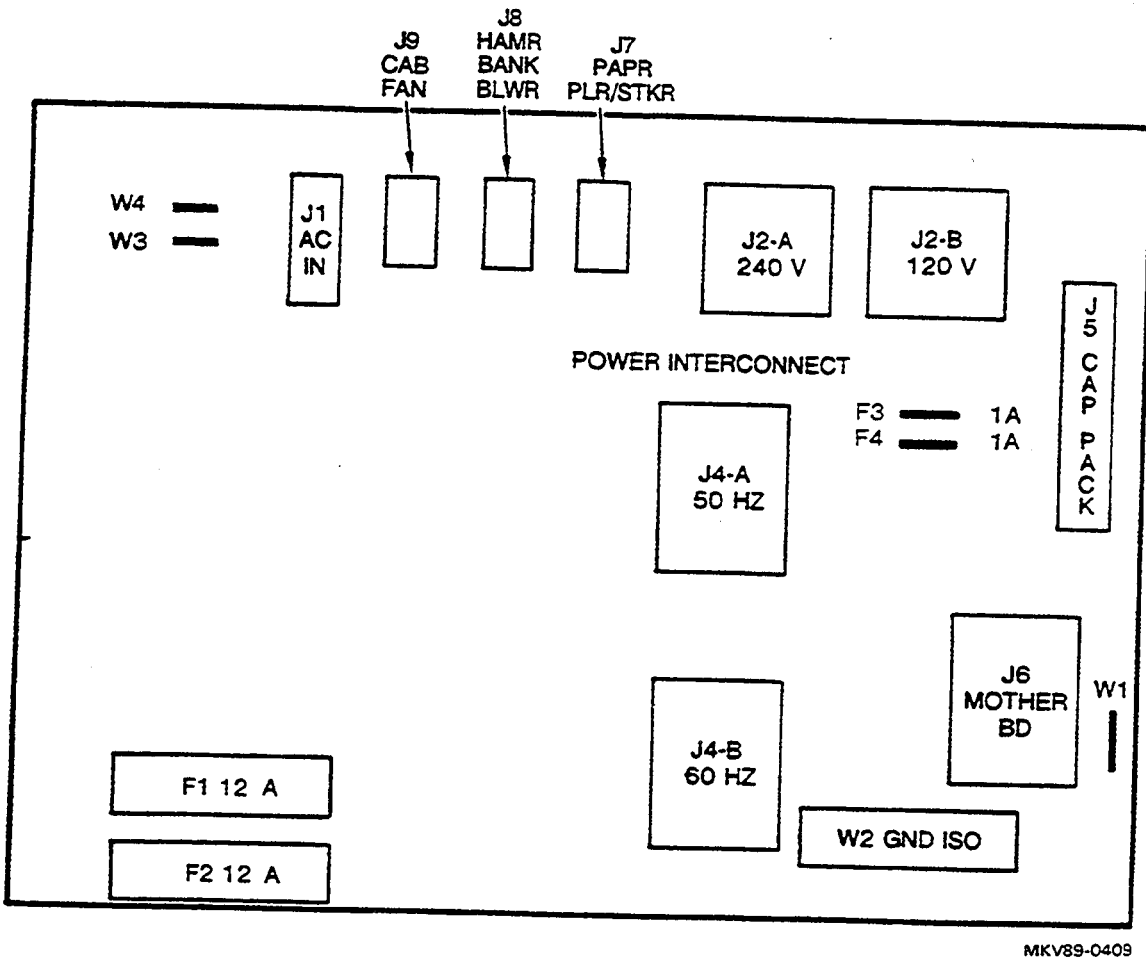 J9
CAB
FAN
J8
HAMR
BANK
BLWR
J7
PAPR
PLR/STKR
W4
W3
J1
AC
IN
J2-A
240 V
J2-B
120 V
J5 CAP PACK
POWER INTERCONNECT
F3 1A
F4 1A
J4-A
50 HZ
J6
MOTHER
BD
W1
J4-B
60 HZ
F1 12 A
W2 GND ISO
F2 12 A
MKV89-0409